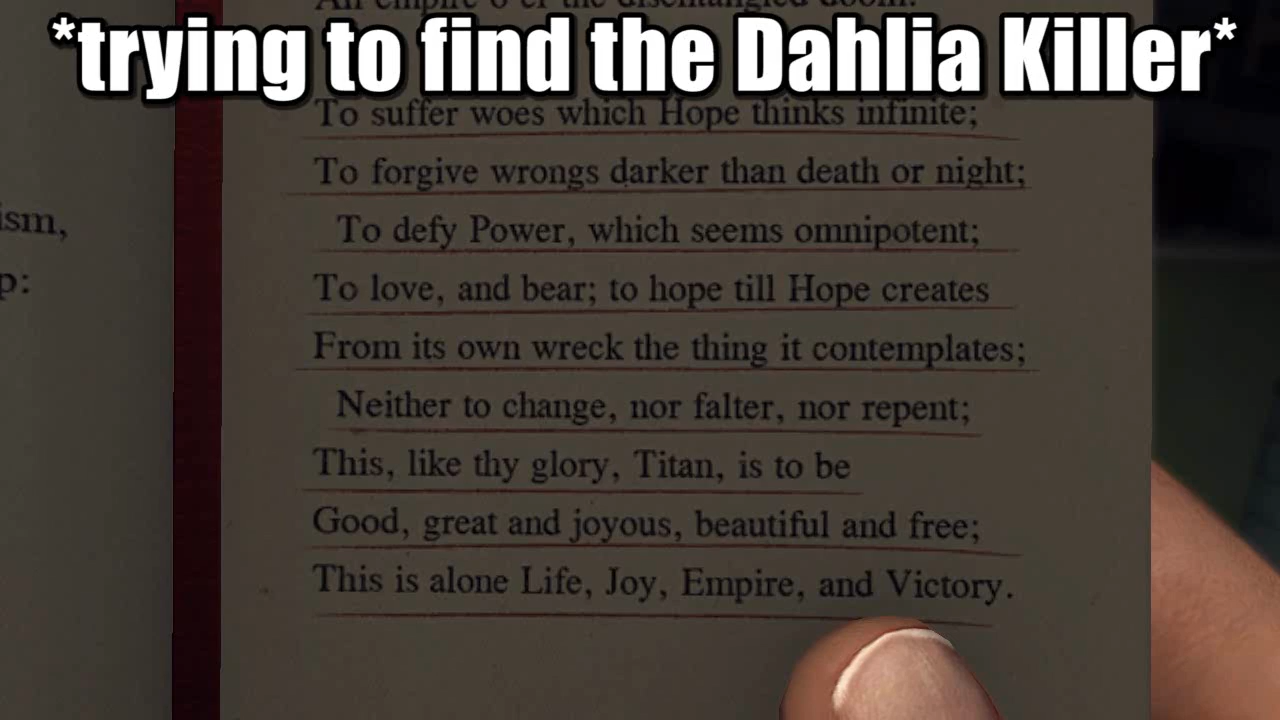 *trying to find the Dahlia Killer*
To suffer woes which Hope thinks infinite;
To forgive wrongs darker than death or night;
To defy Power, which seems omnipotent;
To love, and bear; to hope till Hope creates
From its own wreck the thing it contemplates;
Neither to change, nor falter, nor repent;
This, like thy glory, Titan, is to be
Good, great and joyous, beautiful and free;
This is alone Life, Joy, Empire, and Victory.
ism,
p: